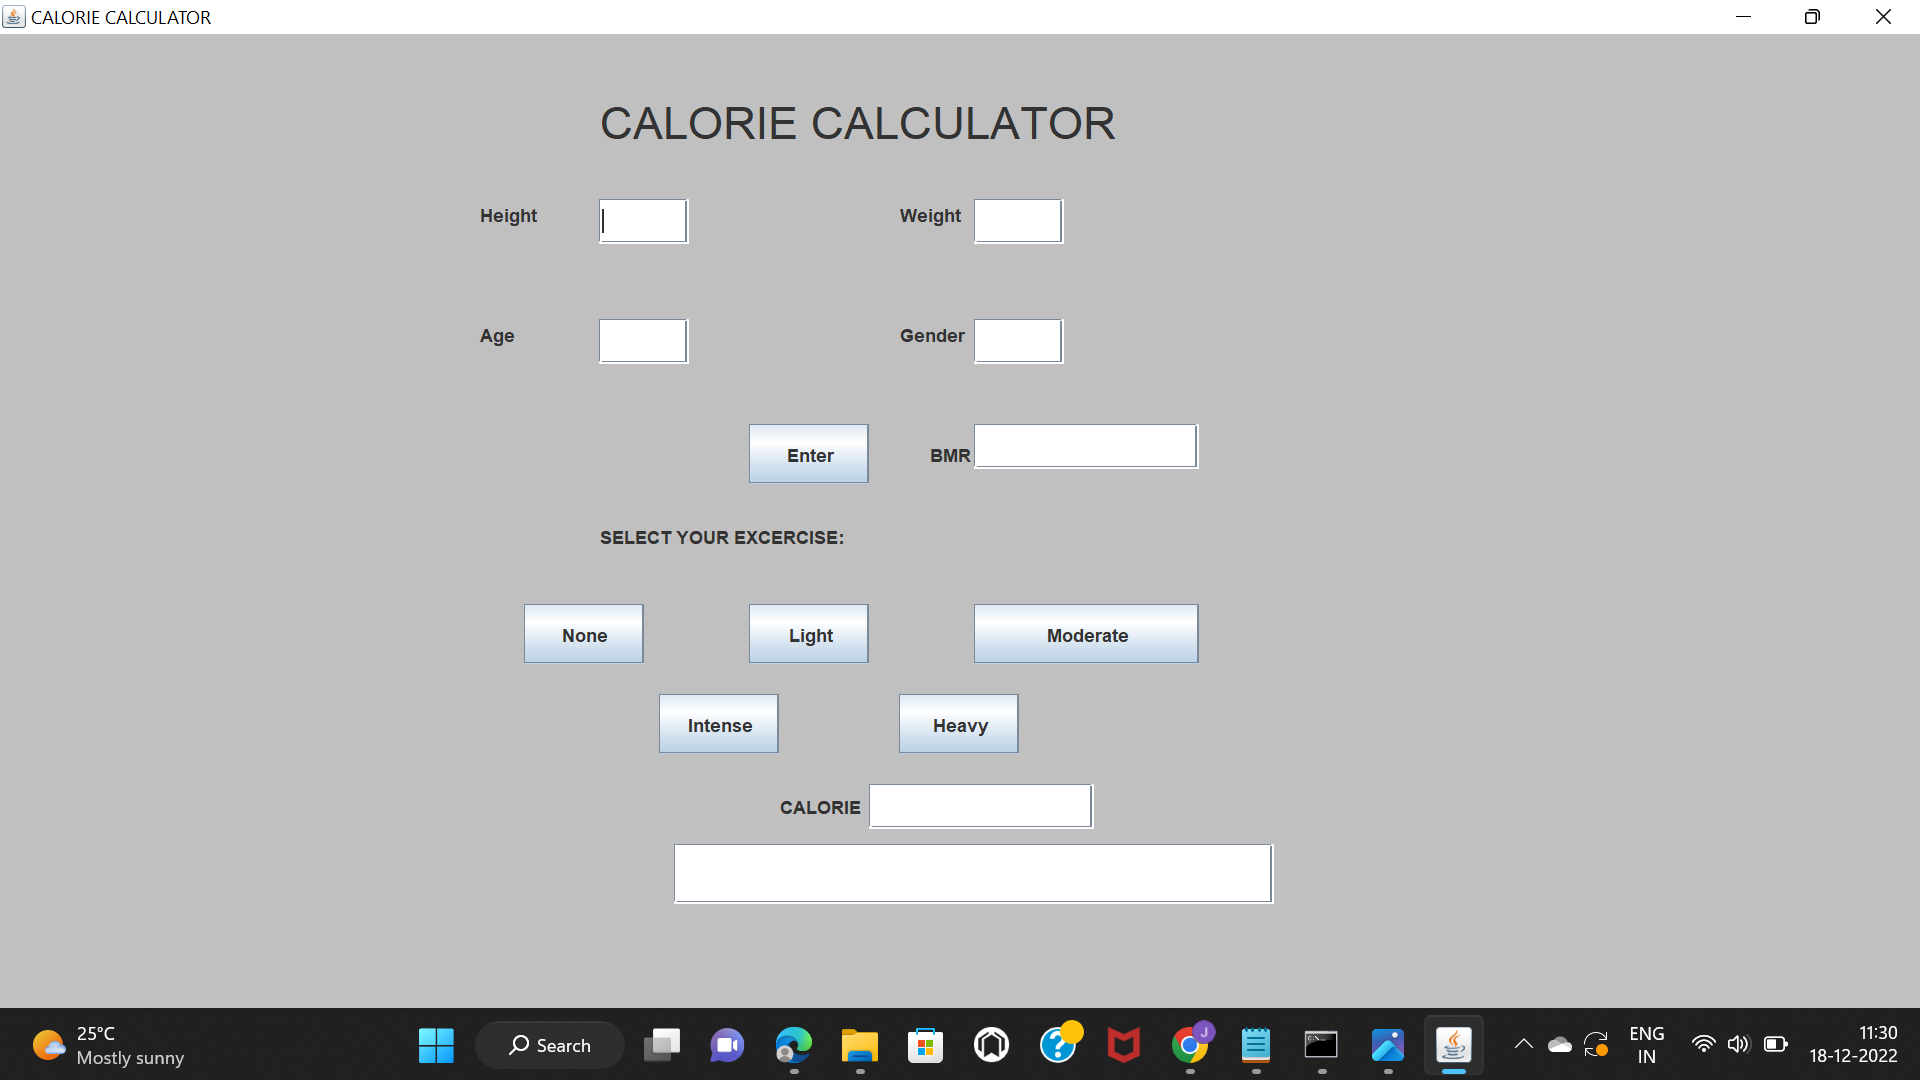 CALORIE CALCULATOR
CALORIE CALCULATOR
Height
Weight
Age
Gender
Enter
BMR
SELECT YOUR EXCERCISE:
None
Light
Moderate
Intense
Heavy
CALORIE
25°C
Mostly sunny
Search
J
ENG
IN
11:30
18-12-2022